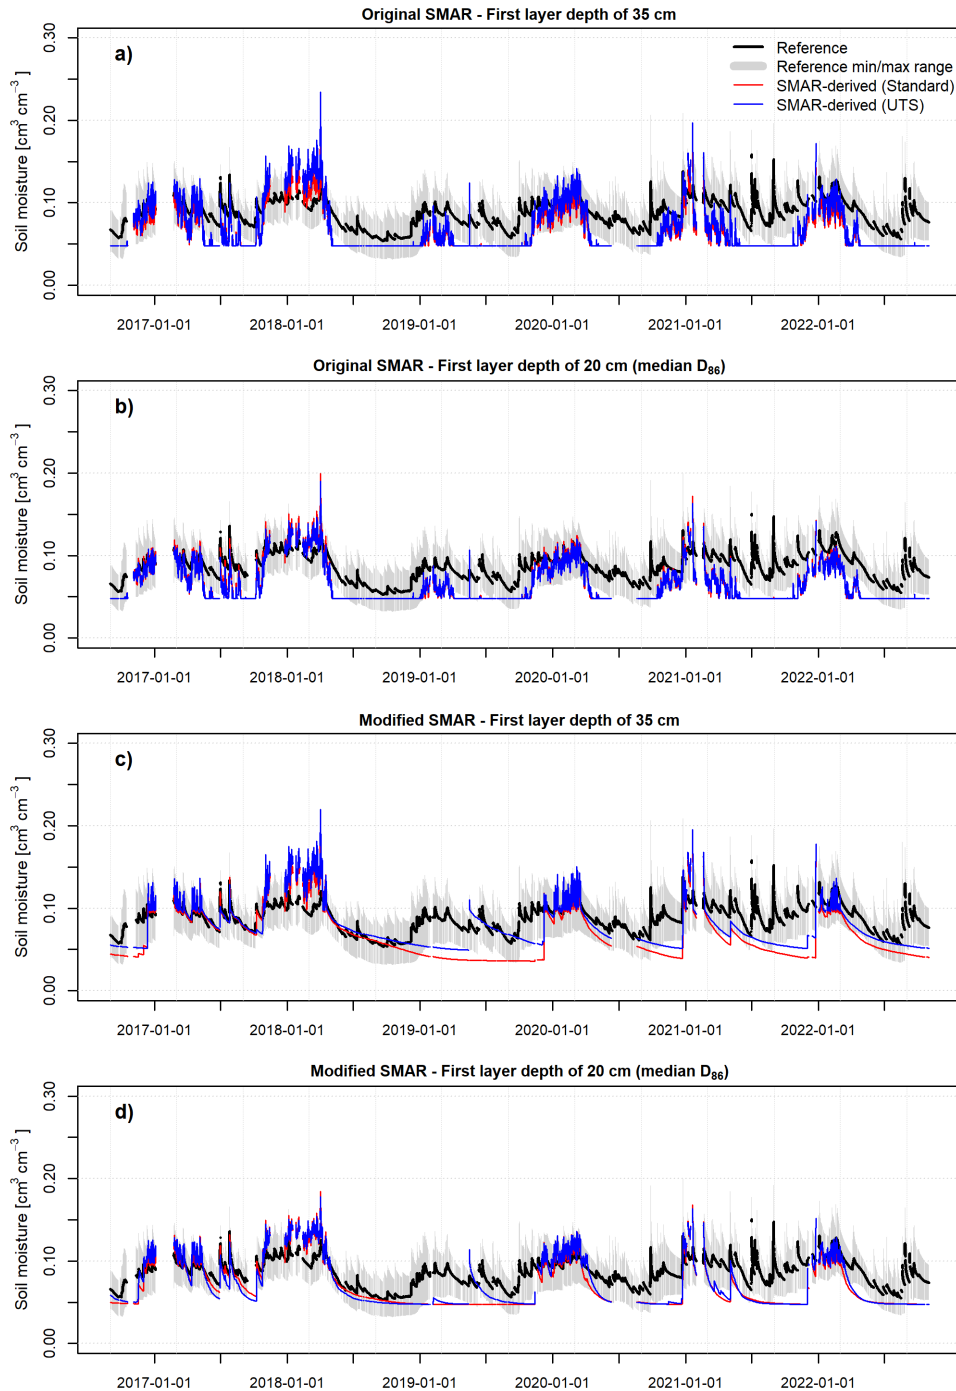 Original SMAR - First layer depth of 35 cm
a)
Reference
Reference min/max range
SMAR-derived (Standard)
SMAR-derived (UTS)
Soil moisture [cm³ cm⁻³ ]
0.30
0.20
0.10
0.00
2017-01-01 2018-01-01 2019-01-01 2020-01-01 2021-01-01 2022-01-01
Original SMAR - First layer depth of 20 cm (median D₈₆)
b)
Soil moisture [cm³ cm⁻³ ]
0.30
0.20
0.10
0.00
2017-01-01 2018-01-01 2019-01-01 2020-01-01 2021-01-01 2022-01-01
Modified SMAR - First layer depth of 35 cm
c)
Soil moisture [cm³ cm⁻³ ]
0.30
0.20
0.10
0.00
2017-01-01 2018-01-01 2019-01-01 2020-01-01 2021-01-01 2022-01-01
Modified SMAR - First layer depth of 20 cm (median D₈₆)
d)
Soil moisture [cm³ cm⁻³ ]
0.30
0.20
0.10
0.00
2017-01-01 2018-01-01 2019-01-01 2020-01-01 2021-01-01 2022-01-01